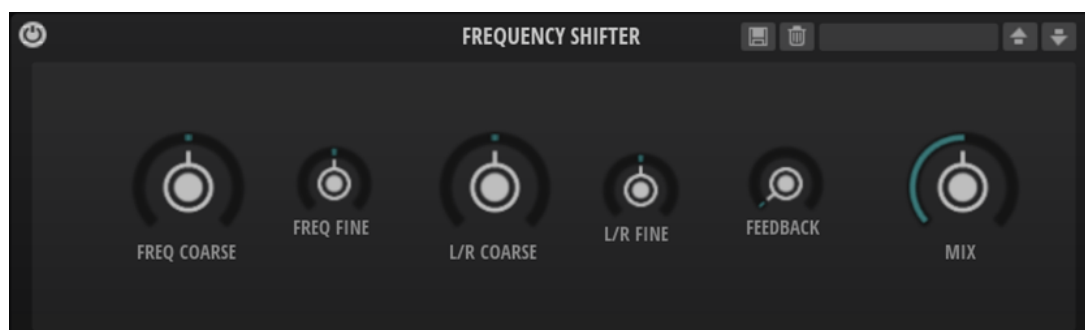 FREQUENCY SHIFTER
FREQ COARSE
FREQ FINE
L/R COARSE
L/R FINE
FEEDBACK
MIX